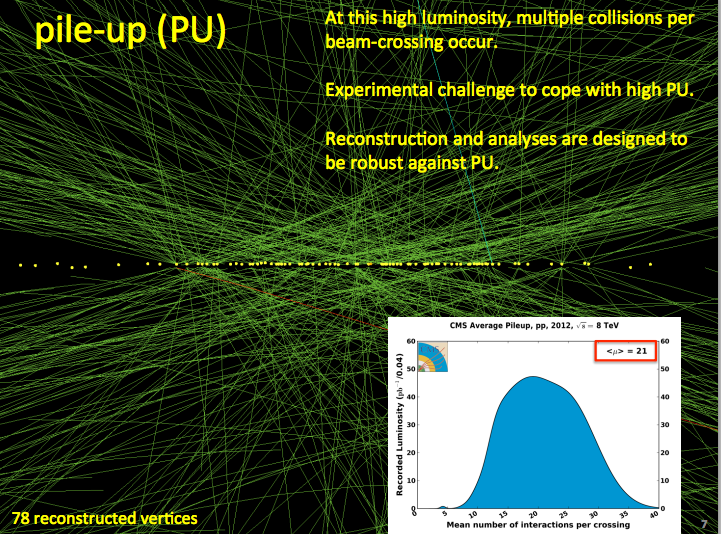 pile-up (PU)
At this high luminosity, multiple collisions per
beam-crossing occur.
Experimental challenge to cope with high PU.
Reconstruction and analyses are designed to
be robust against PU.
CMS Average Pileup, pp, 2012, √s = 8 TeV
<μ> = 21
Recorded Luminosity (pb⁻¹/0.04)
60
50
40
30
20
10
0
60
50
40
30
20
10
0
0 5 10 15 20 25 30 35 40
Mean number of interactions per crossing
78 reconstructed vertices
7